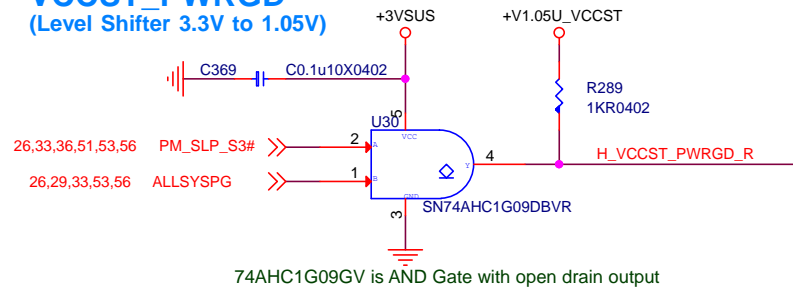 VCCST_PWRGD
(Level Shifter 3.3V to 1.05V)
+3VSUS
+V1.05U_VCCST
C369
C0.1u10X0402
R289
1KR0402
U30
5
VCC
26,33,36,51,53,56 PM_SLP_S3#
2
A
Y
4
H_VCCST_PWRGD_R
26,29,33,53,56 ALLSYSPG
1
B
GND
3
SN74AHC1G09DBVR
74AHC1G09GV is AND Gate with open drain output